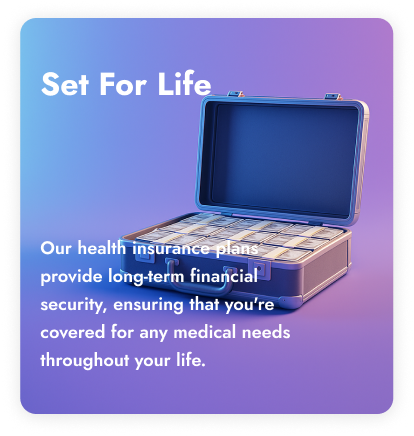 Set For Life
Our health insurance plans
provide long-term financial
security, ensuring that you're
covered for any medical needs
throughout your life.